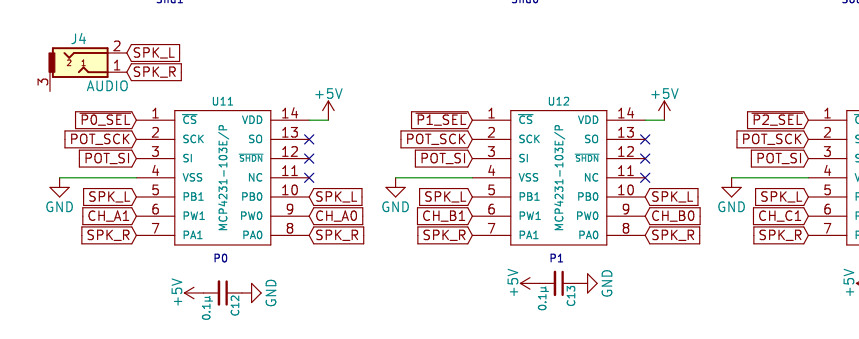 J4
2 SPK_L
2 1
1 SPK_R
3
AUDIO
U11
+5V
P0_SEL 1 CS VDD 14
POT_SCK 2 SCK SO 13
POT_SI 3 SI SHDN 12
4 VSS NC 11
GND
SPK_L 5 PB1 PB0 10 SPK_L
CH_A1 6 PW1 PW0 9 CH_A0
SPK_R 7 PA1 PA0 8 SPK_R
MCP4231-103E/P
P0
+5V
0.1µ
C12
GND
U12
+5V
P1_SEL 1 CS VDD 14
POT_SCK 2 SCK SO 13
POT_SI 3 SI SHDN 12
4 VSS NC 11
GND
SPK_L 5 PB1 PB0 10 SPK_L
CH_B1 6 PW1 PW0 9 CH_B0
SPK_R 7 PA1 PA0 8 SPK_R
MCP4231-103E/P
P1
+5V
0.1µ
C13
GND
P2_SEL 1
POT_SCK 2
POT_SI 3
4
GND
SPK_L 5
CH_C1 6
SPK_R 7